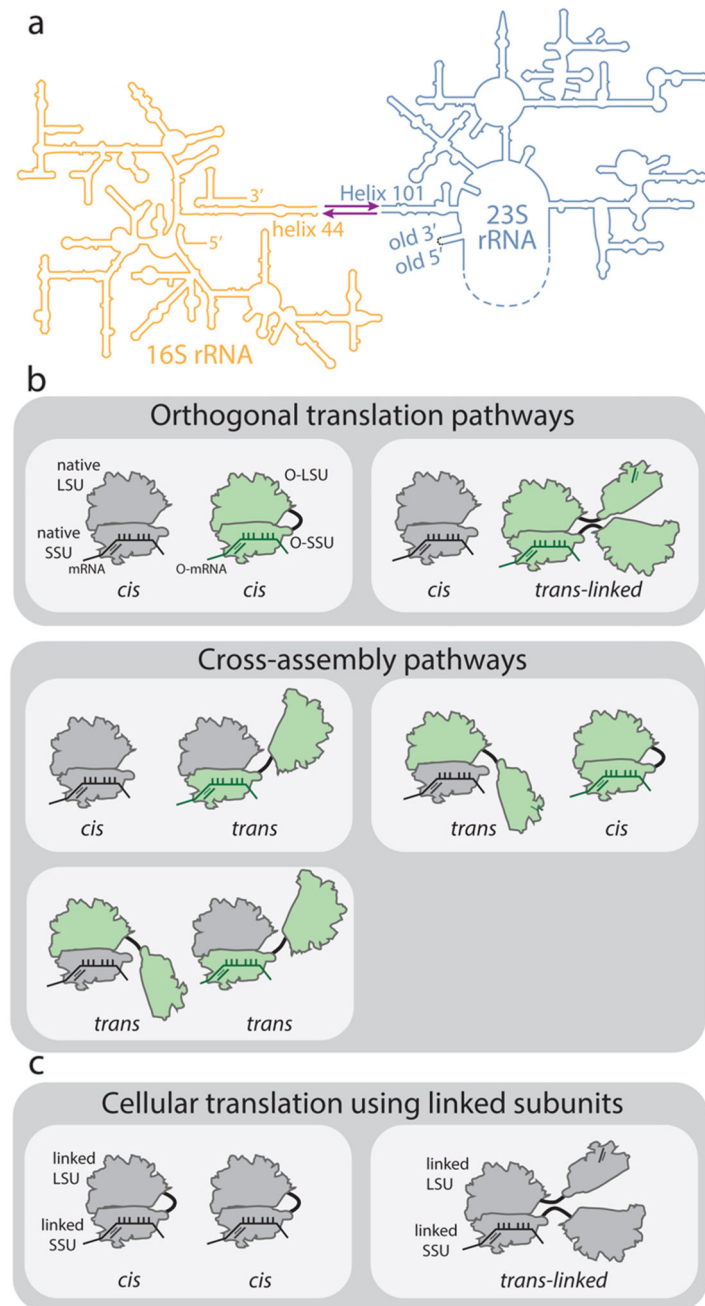 a
3’
Helix 101
helix 44
5’
old 3’
old 5’
23S
rRNA
16S rRNA
b
Orthogonal translation pathways
native
LSU
O-LSU
native
SSU
O-SSU
mRNA
O-mRNA
cis
cis
cis
trans-linked
Cross-assembly pathways
cis
trans
trans
cis
trans
trans
c
Cellular translation using linked subunits
linked
LSU
linked
SSU
cis
cis
linked
LSU
linked
SSU
trans-linked